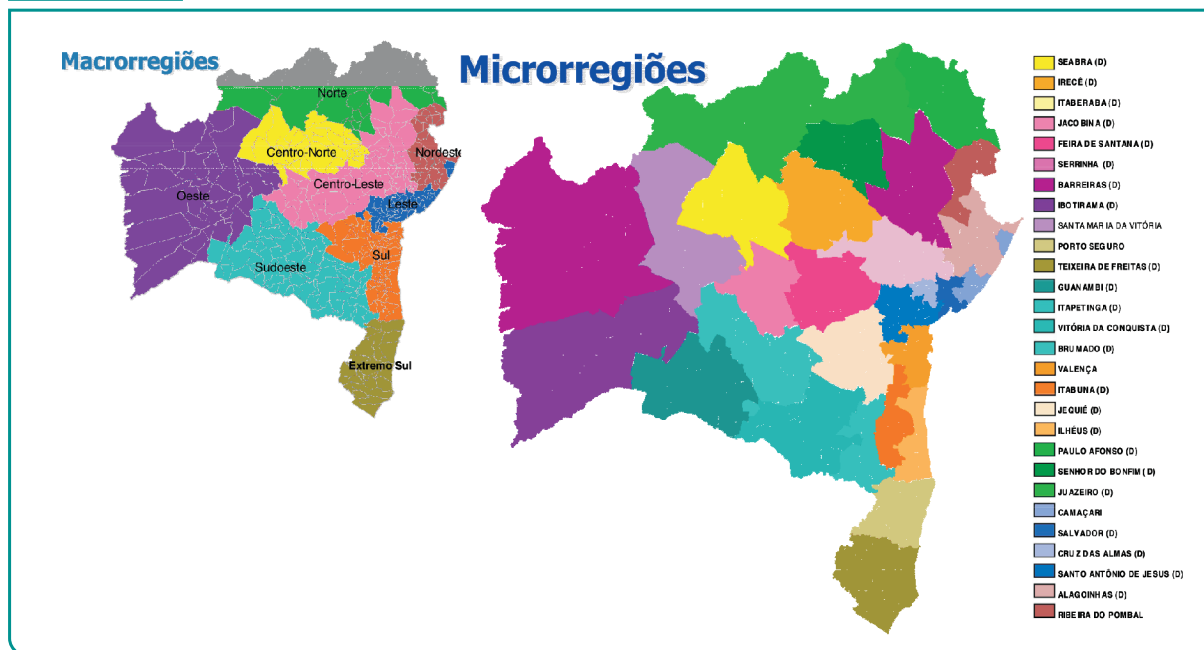 Macrorregiões
Norte
Centro-Norte
Nordeste
Centro-Leste
Oeste
Leste
Sul
Sudoeste
Extremo Sul
Microrregiões
SEABRA (D)
IRECÊ (D)
ITABERABA (D)
JACOBINA (D)
FEIRA DE SANTANA (D)
SERRINHA (D)
BARREIRAS (D)
IBOTIRAMA (D)
SANTA MARIA DA VITÓRIA
PORTO SEGURO
TEIXEIRA DE FREITAS (D)
GUANAMBI (D)
ITAPETINGA (D)
VITÓRIA DA CONQUISTA (D)
BRUMADO (D)
VALENÇA
ITABUNA (D)
JEQUIÉ (D)
ILHÉUS (D)
PAULO AFONSO (D)
SENHOR DO BONFIM (D)
JUAZEIRO (D)
CAMAÇARI
SALVADOR (D)
CRUZ DAS ALMAS (D)
SANTO ANTÔNIO DE JESUS (D)
ALAGOINHAS (D)
RIBEIRA DO POMBAL